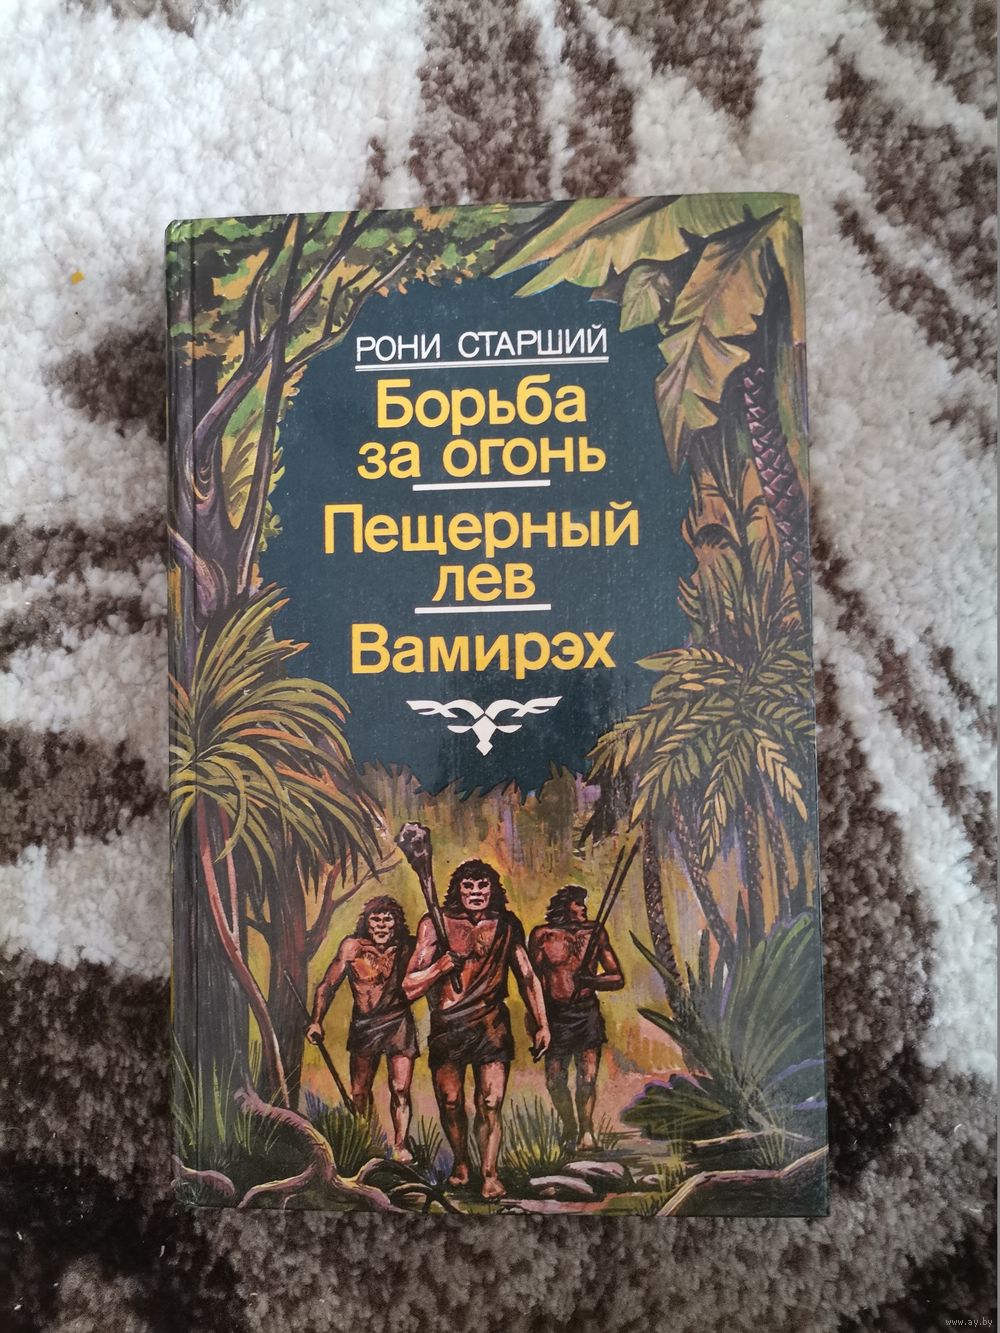 РОНИ СТАРШИЙ
Борьба
за огонь
Пещерный
лев
Вамирэх
www.ay.by